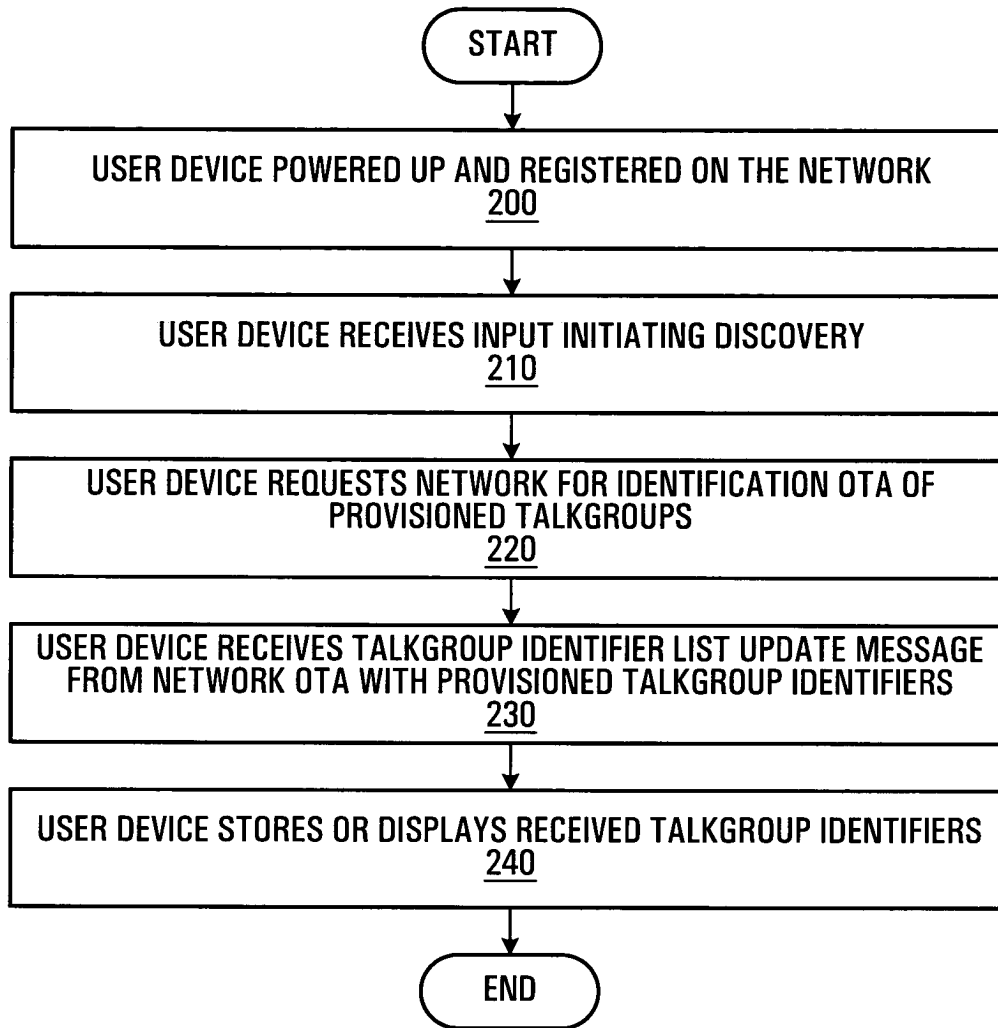 START
USER DEVICE POWERED UP AND REGISTERED ON THE NETWORK
200
USER DEVICE RECEIVES INPUT INITIATING DISCOVERY
210
USER DEVICE REQUESTS NETWORK FOR IDENTIFICATION OTA OF
PROVISIONED TALKGROUPS
220
USER DEVICE RECEIVES TALKGROUP IDENTIFIER LIST UPDATE MESSAGE
FROM NETWORK OTA WITH PROVISIONED TALKGROUP IDENTIFIERS
230
USER DEVICE STORES OR DISPLAYS RECEIVED TALKGROUP IDENTIFIERS
240
END